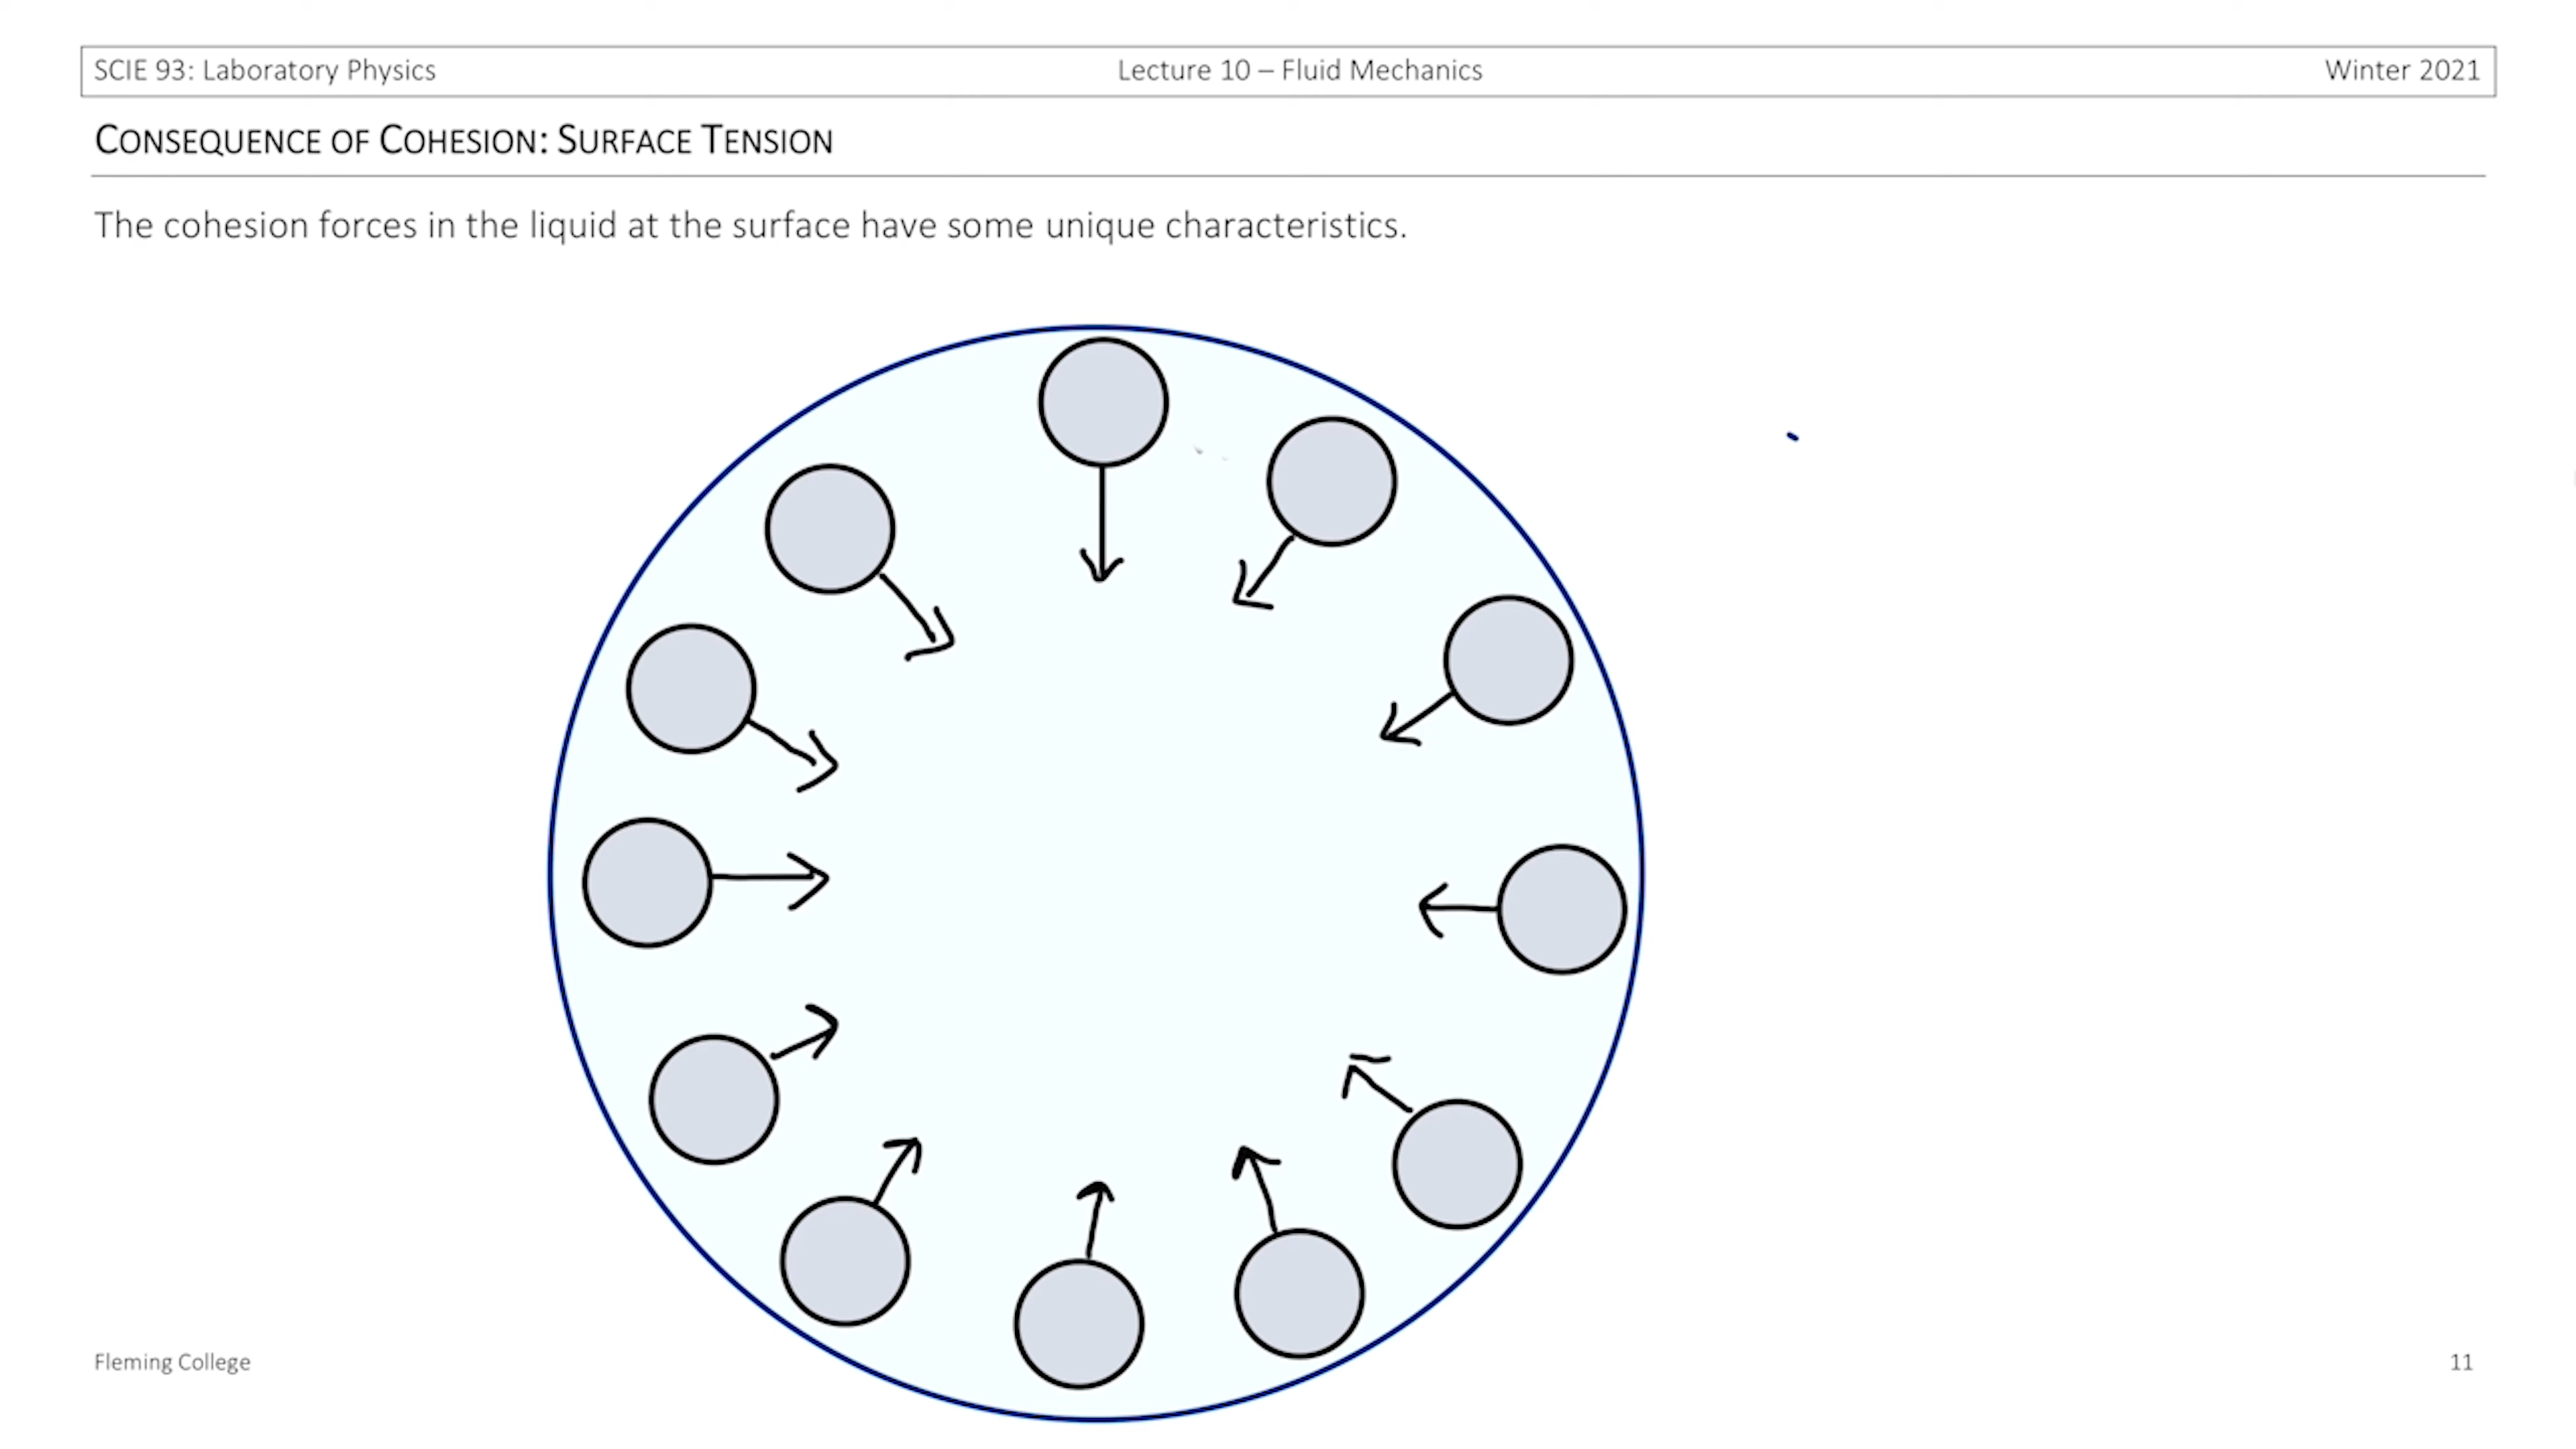 SCIE 93: Laboratory Physics
Lecture 10 – Fluid Mechanics
Winter 2021
CONSEQUENCE OF COHESION: SURFACE TENSION
The cohesion forces in the liquid at the surface have some unique characteristics.
Fleming College
11